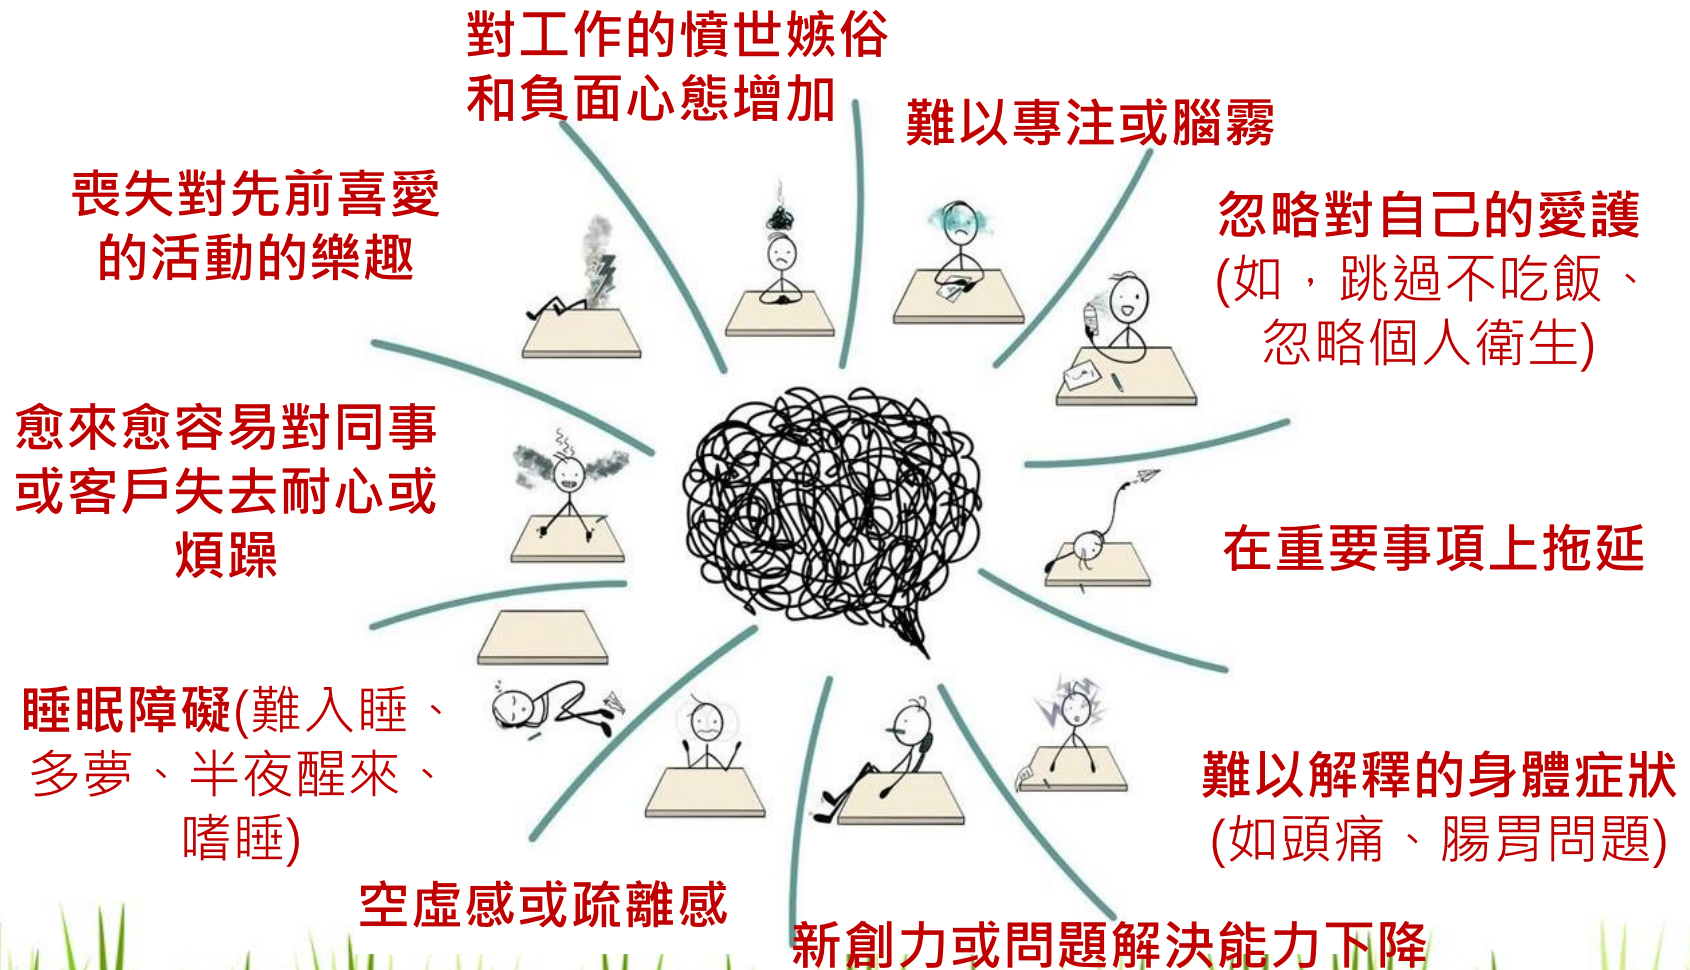 對工作的憤世嫉俗
和負面心態增加
難以專注或腦霧
忽略對自己的愛護
(如，跳過不吃飯、
忽略個人衛生)
在重要事項上拖延
難以解釋的身體症狀
(如頭痛、腸胃問題)
新創力或問題解決能力下降
空虛感或疏離感
睡眠障礙(難入睡、
多夢、半夜醒來、
嗜睡)
愈來愈容易對同事
或客戶失去耐心或
煩躁
喪失對先前喜愛
的活動的樂趣